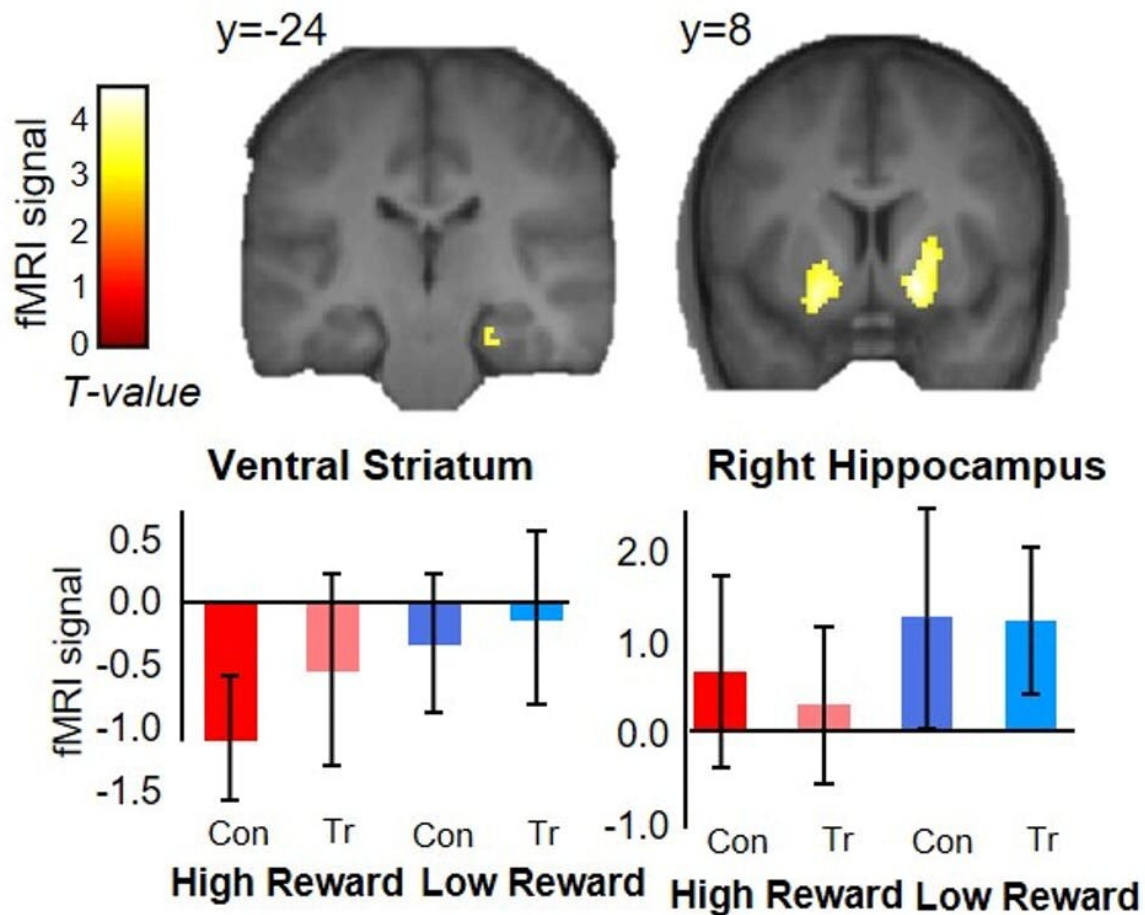 y=-24
y=8
fMRI signal
4
3
2
1
0
T-value
Ventral Striatum
Right Hippocampus
fMRI signal
0.5
0.0
-0.5
-1.0
-1.5
Con Tr Con Tr
High Reward Low Reward
2.0
1.0
0.0
-1.0
Con Tr Con Tr
High Reward Low Reward